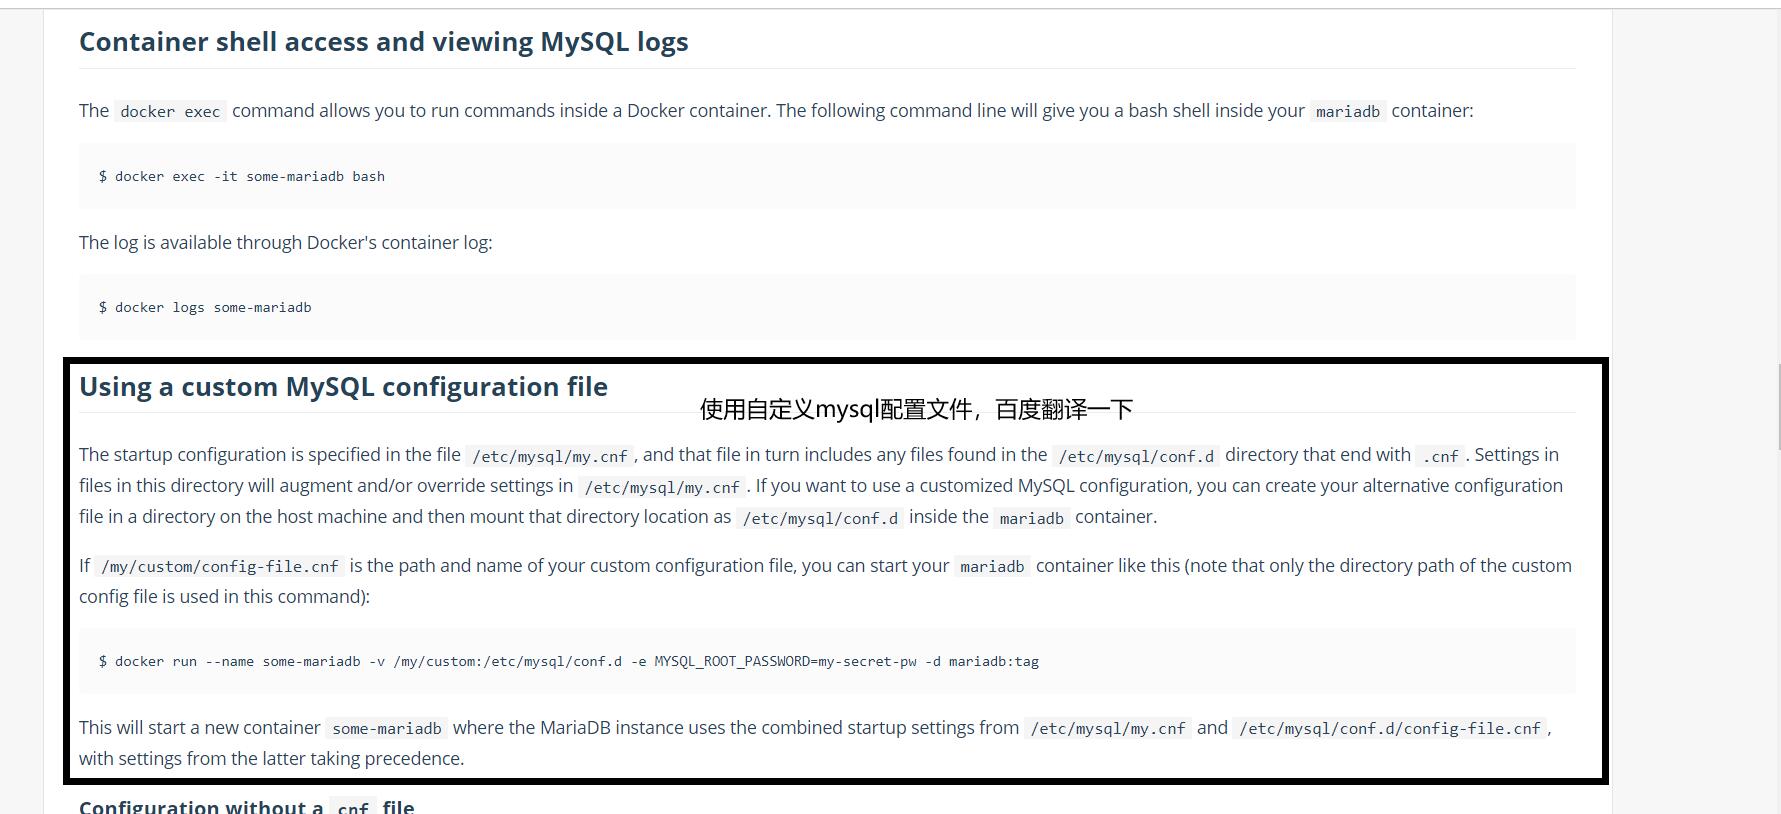 Container shell access and viewing MySQL logs
The docker exec command allows you to run commands inside a Docker container. The following command line will give you a bash shell inside your mariadb container:
$ docker exec -it some-mariadb bash
The log is available through Docker's container log:
$ docker logs some-mariadb
Using a custom MySQL configuration file
使用自定义mysql配置文件，百度翻译一下
The startup configuration is specified in the file /etc/mysql/my.cnf, and that file in turn includes any files found in the /etc/mysql/conf.d directory that end with .cnf. Settings in
files in this directory will augment and/or override settings in /etc/mysql/my.cnf. If you want to use a customized MySQL configuration, you can create your alternative configuration
file in a directory on the host machine and then mount that directory location as /etc/mysql/conf.d inside the mariadb container.
If /my/custom/config-file.cnf is the path and name of your custom configuration file, you can start your mariadb container like this (note that only the directory path of the custom
config file is used in this command):
$ docker run --name some-mariadb -v /my/custom:/etc/mysql/conf.d -e MYSQL_ROOT_PASSWORD=my-secret-pw -d mariadb:tag
This will start a new container some-mariadb where the MariaDB instance uses the combined startup settings from /etc/mysql/my.cnf and /etc/mysql/conf.d/config-file.cnf,
with settings from the latter taking precedence.
Configuration without a cnf file